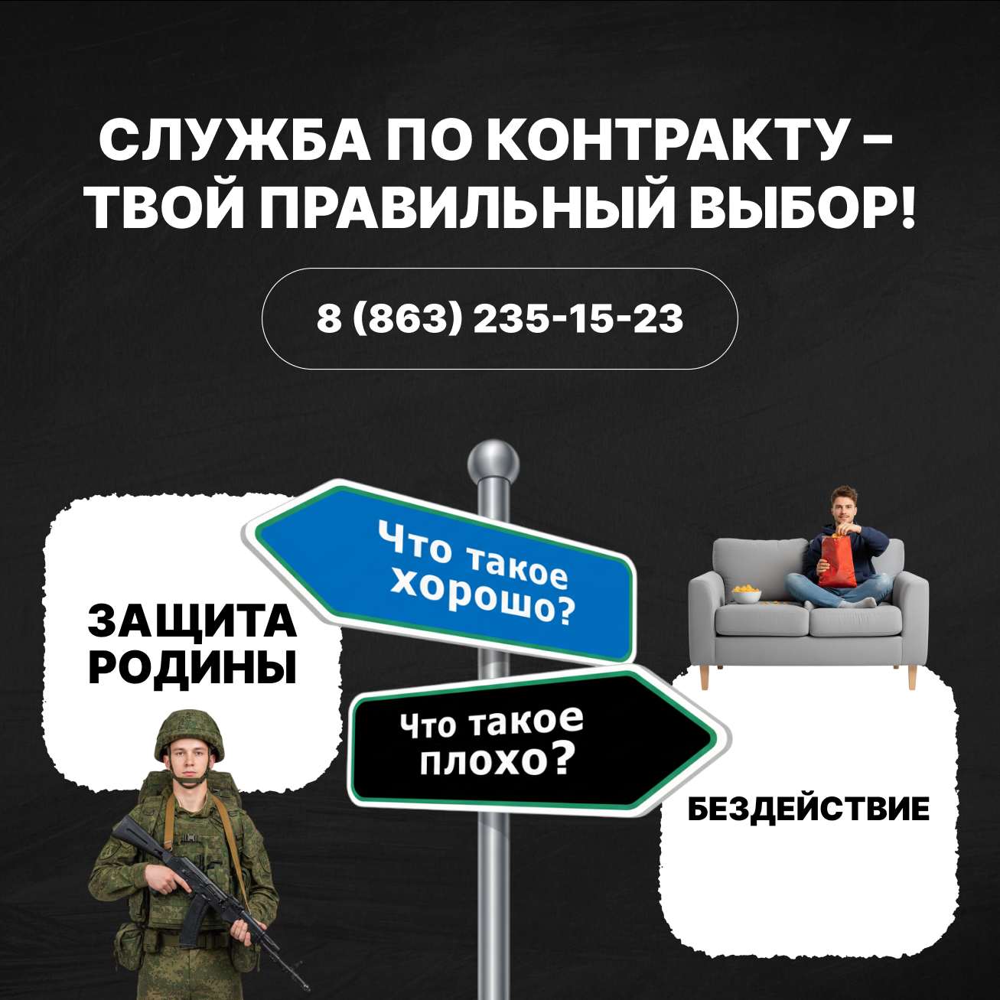 СЛУЖБА ПО КОНТРАКТУ –
ТВОЙ ПРАВИЛЬНЫЙ ВЫБОР!
8 (863) 235-15-23
Что такое
хорошо?
ЗАЩИТА
РОДИНЫ
Что такое
плохо?
БЕЗДЕЙСТВИЕ